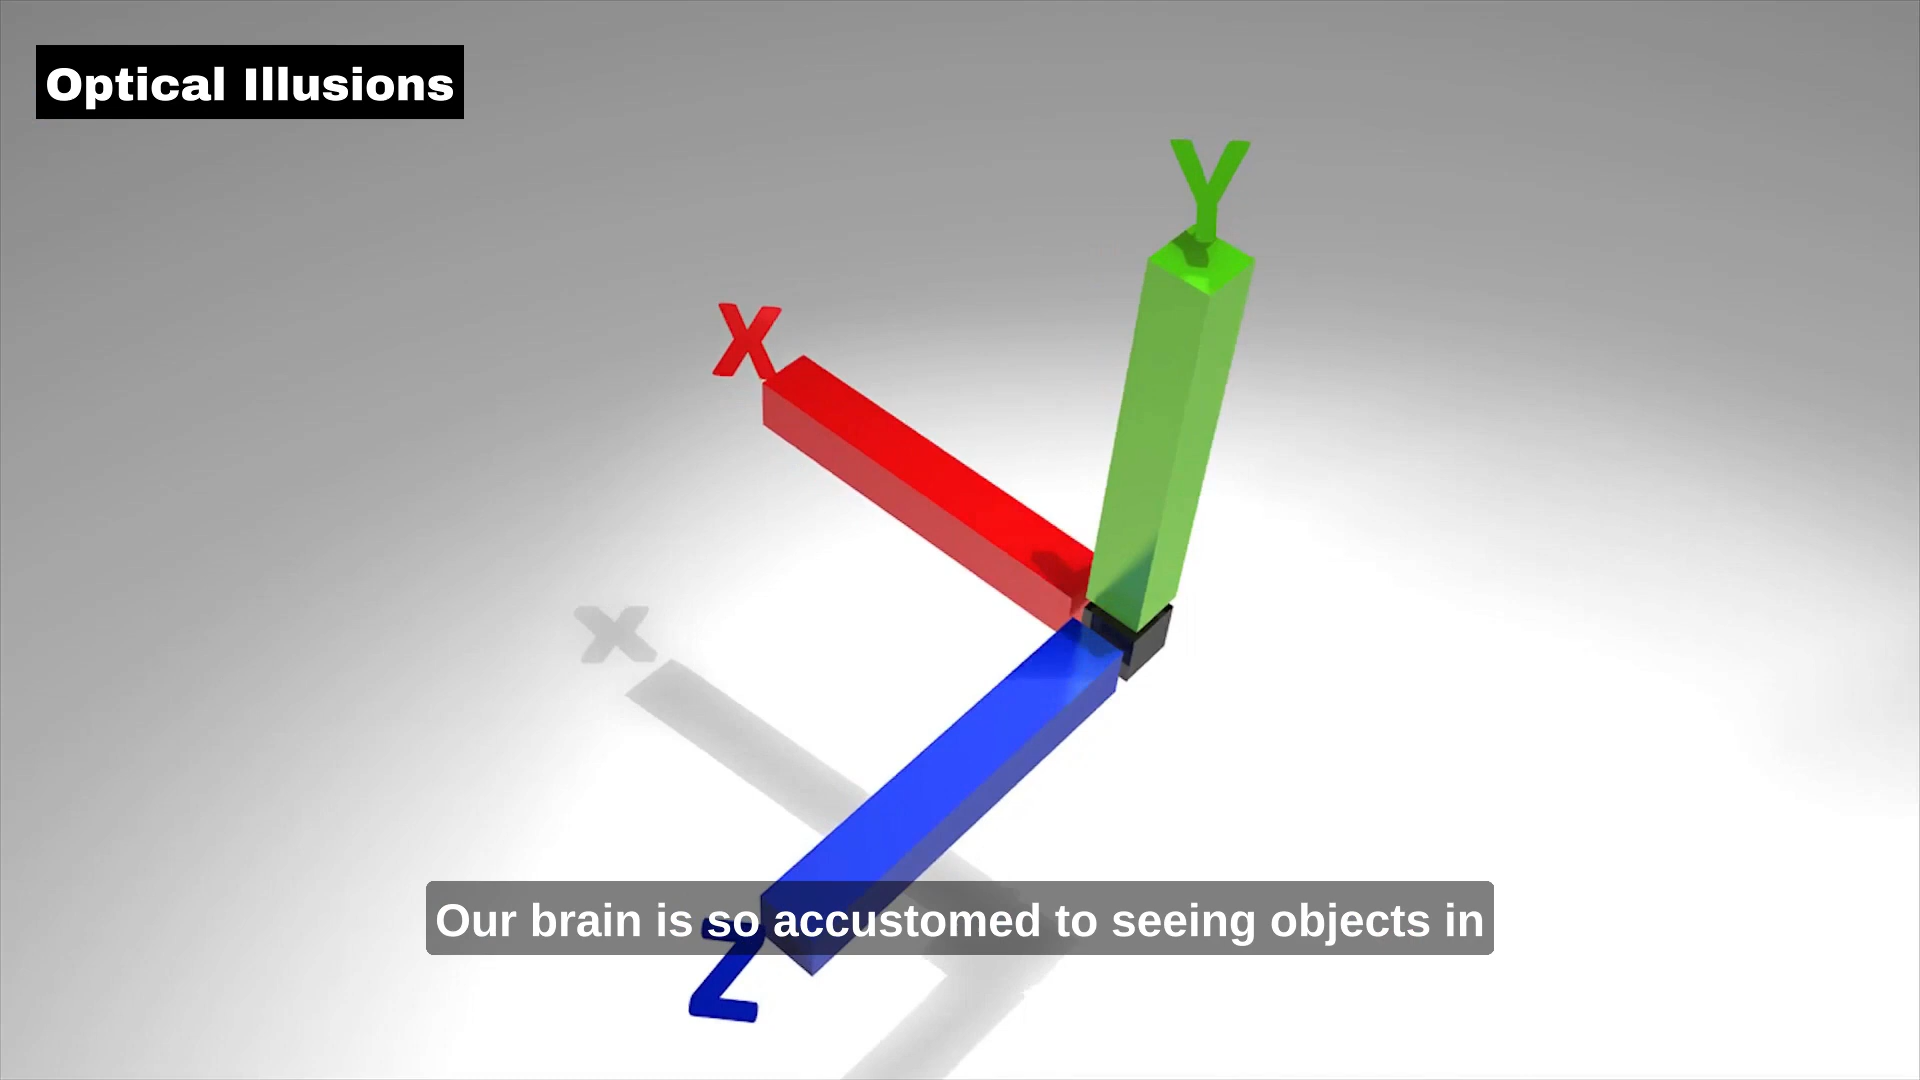 Optical Illusions
Y
X
X
Our brain is so accustomed to seeing objects in
Z